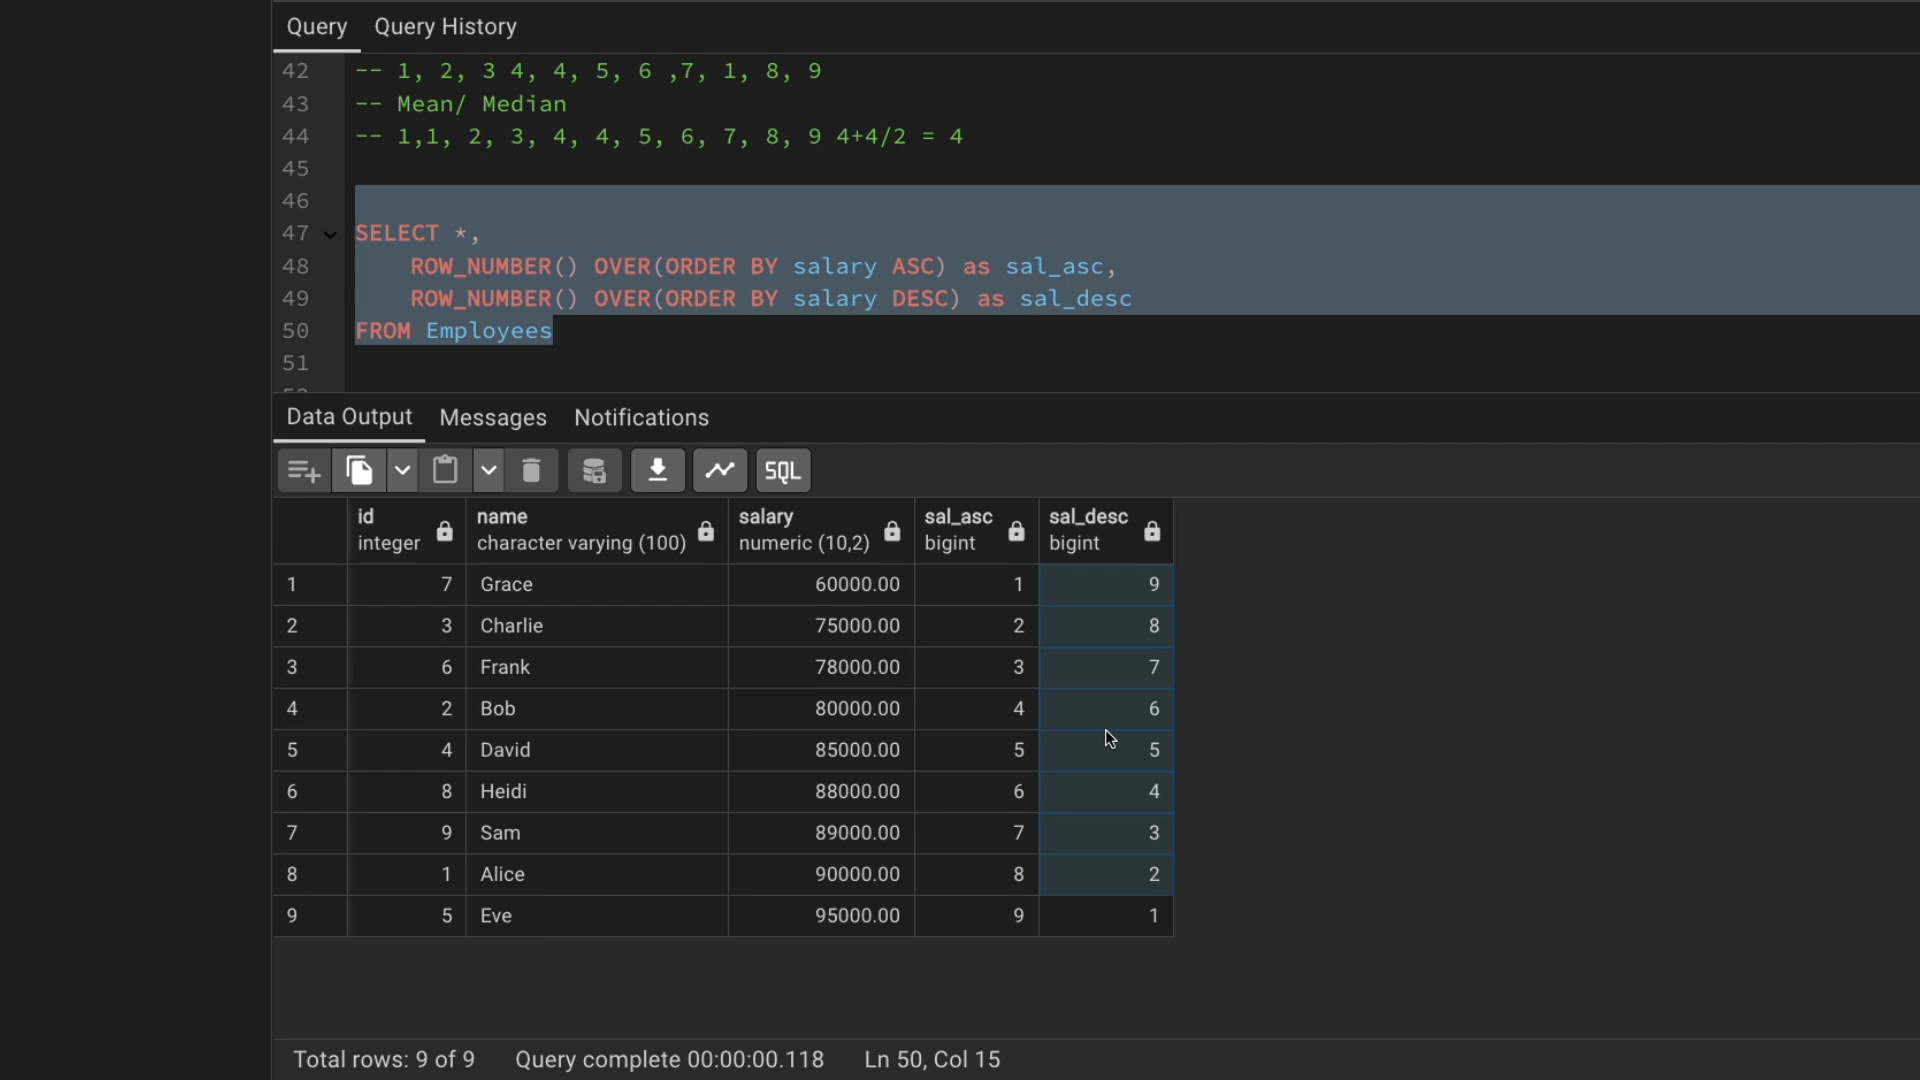 Query Query History
42 -- 1, 2, 3 4, 4, 5, 6 ,7, 1, 8, 9
43 -- Mean/ Median
44 -- 1,1, 2, 3, 4, 4, 5, 6, 7, 8, 9 4+4/2 = 4
45
46
47 SELECT *,
48 ROW_NUMBER() OVER(ORDER BY salary ASC) as sal_asc,
49 ROW_NUMBER() OVER(ORDER BY salary DESC) as sal_desc
50 FROM Employees
51
Data Output Messages Notifications
SQL
id name salary sal_asc sal_desc
integer character varying (100) numeric (10,2) bigint bigint
1 7 Grace 60000.00 1 9
2 3 Charlie 75000.00 2 8
3 6 Frank 78000.00 3 7
4 2 Bob 80000.00 4 6
5 4 David 85000.00 5 5
6 8 Heidi 88000.00 6 4
7 9 Sam 89000.00 7 3
8 1 Alice 90000.00 8 2
9 5 Eve 95000.00 9 1
Total rows: 9 of 9 Query complete 00:00:00.118 Ln 50, Col 15